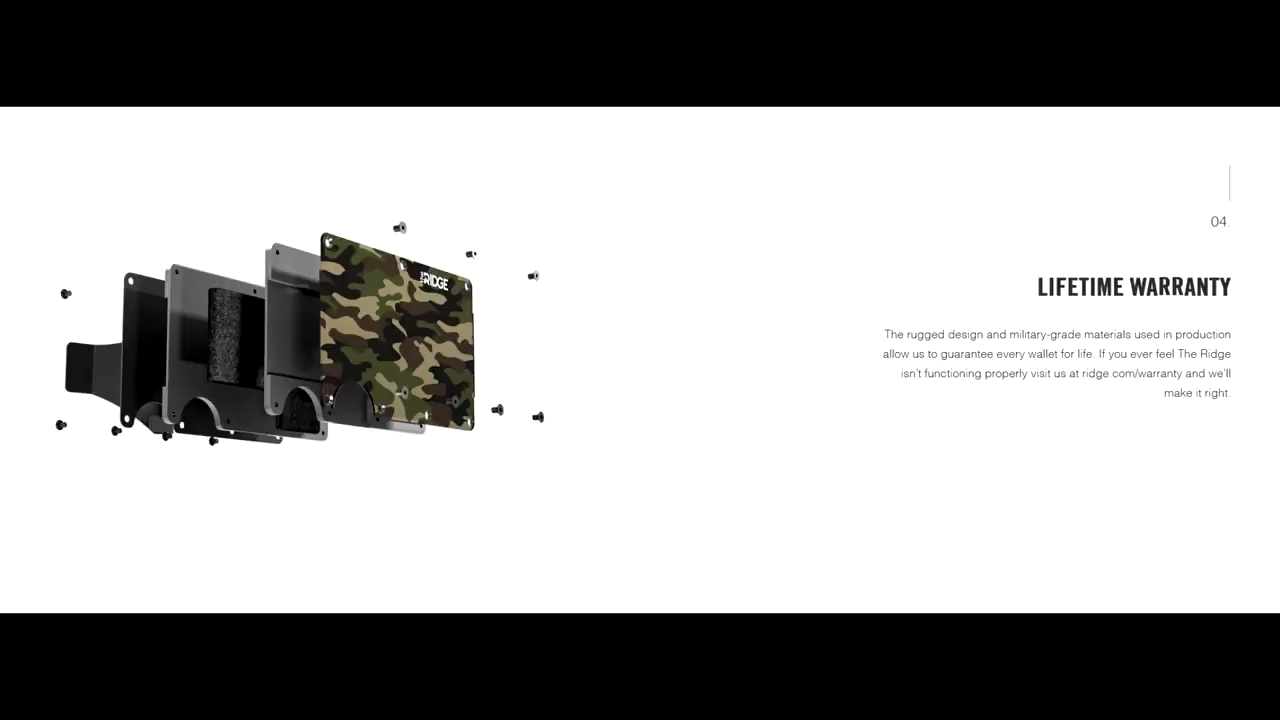 THE RIDGE
04.
LIFETIME WARRANTY
The rugged design and military-grade materials used in production
allow us to guarantee every wallet for life. If you ever feel The Ridge
isn't functioning properly visit us at ridge.com/warranty and we'll
make it right.